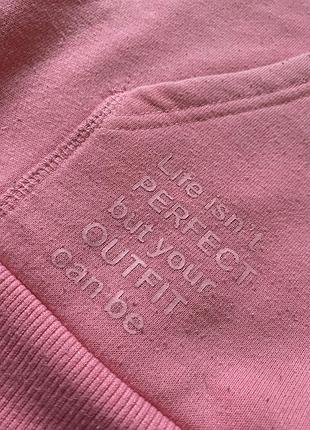 Life isn't
PERFECT
but your
OUTFIT
can be